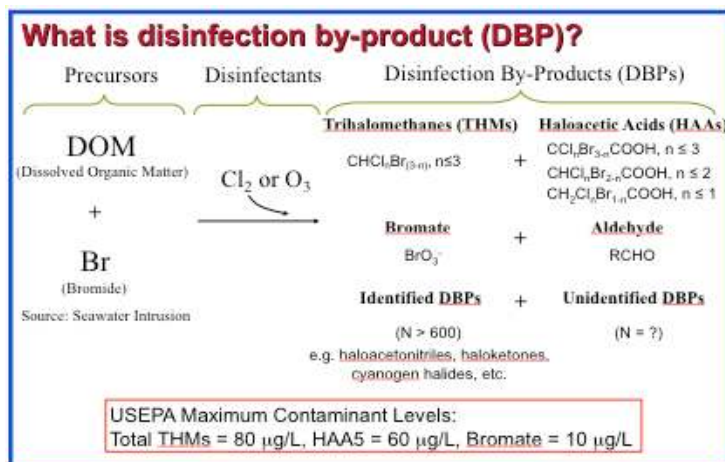 What is disinfection by-product (DBP)?
Precursors Disinfectants Disinfection By-Products (DBPs)
DOM
(Dissolved Organic Matter)
+
Br
(Bromide)
Source: Seawater Intrusion
Cl₂ or O₃
Trihalomethanes (THMs) Haloacetic Acids (HAAs)
CHClₙBr₍₃₋ₙ₎, n≤3 + CClₙBr₃₋ₙCOOH, n ≤ 3
CHClₙBr₂₋ₙCOOH, n ≤ 2
CH₂ClₙBr₁₋ₙCOOH, n ≤ 1
Bromate + Aldehyde
BrO₃⁻ RCHO
Identified DBPs + Unidentified DBPs
(N > 600) (N = ?)
e.g. haloacetonitriles, haloketones,
cyanogen halides, etc.
USEPA Maximum Contaminant Levels:
Total THMs = 80 μg/L, HAA5 = 60 μg/L, Bromate = 10 μg/L